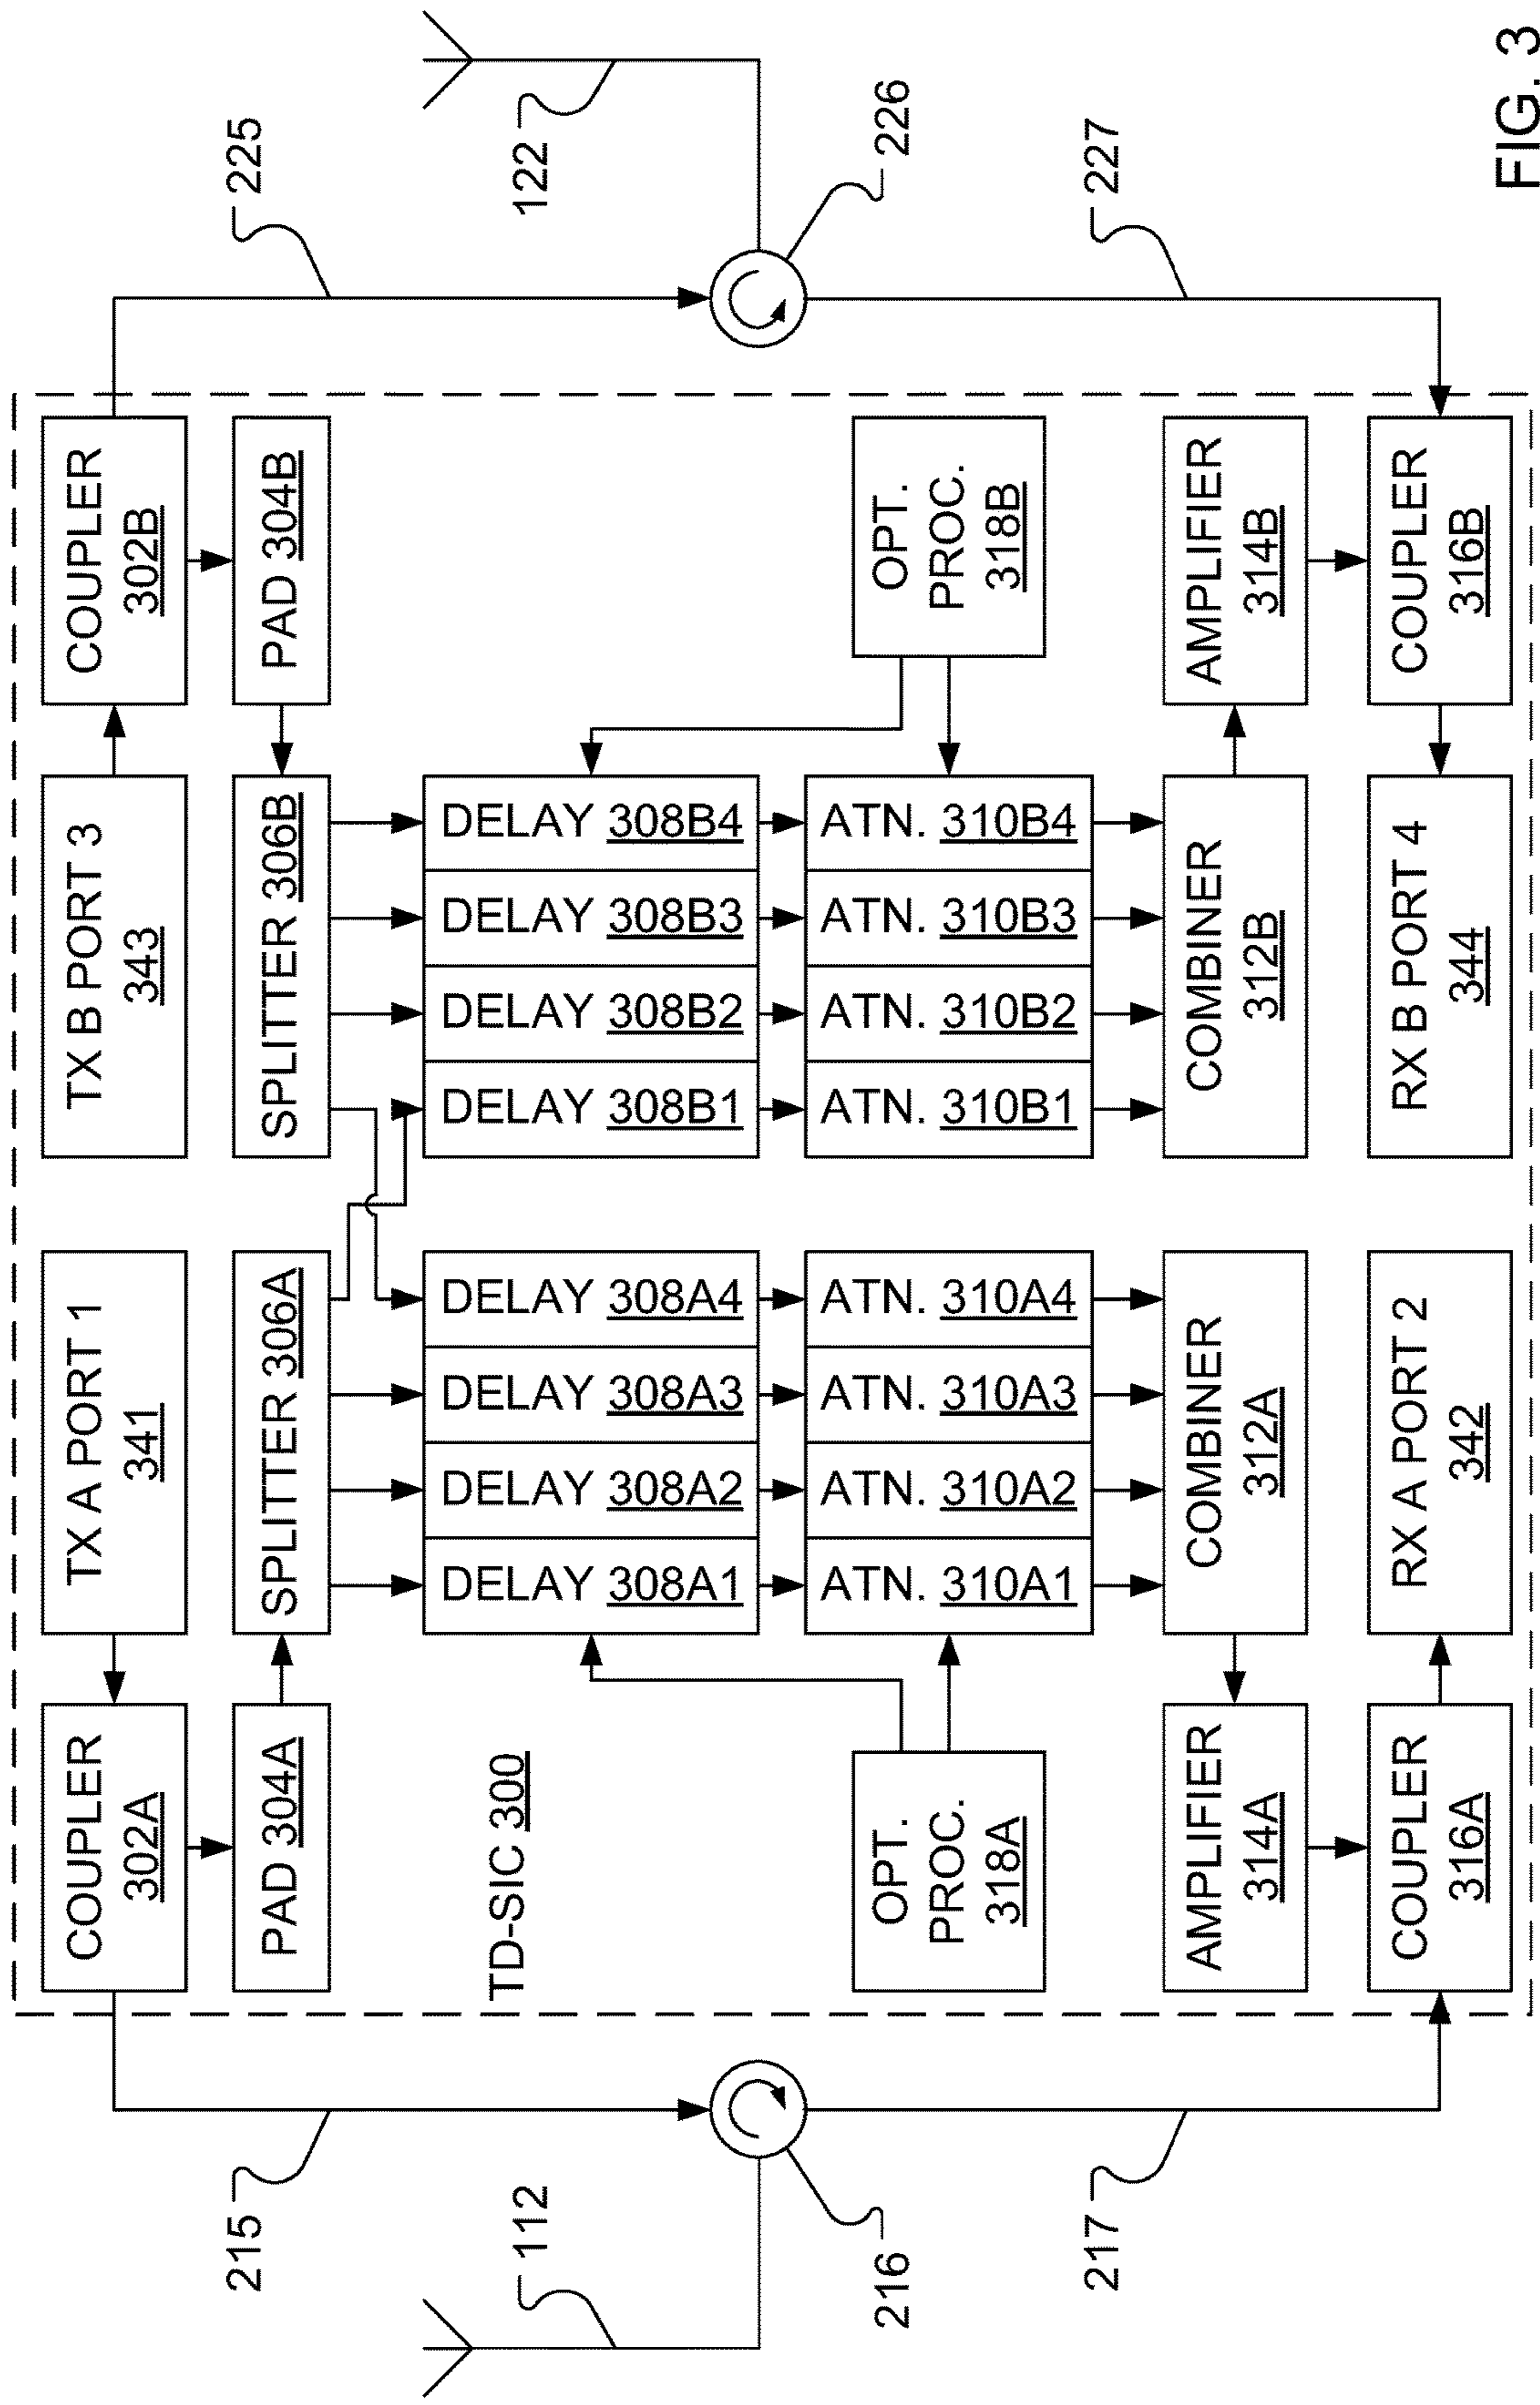 TX A PORT 1
341
TX B PORT 3
343
COUPLER
302A
COUPLER
302B
PAD 304A
SPLITTER 306A
SPLITTER 306B
PAD 304B
215
225
112
122
TD-SIC 300
DELAY 308A1
DELAY 308A2
DELAY 308A3
DELAY 308A4
DELAY 308B1
DELAY 308B2
DELAY 308B3
DELAY 308B4
216
226
OPT.
PROC.
318A
ATN. 310A1
ATN. 310A2
ATN. 310A3
ATN. 310A4
ATN. 310B1
ATN. 310B2
ATN. 310B3
ATN. 310B4
OPT.
PROC.
318B
217
227
AMPLIFIER
314A
COMBINER
312A
COMBINER
312B
AMPLIFIER
314B
COUPLER
316A
RX A PORT 2
342
RX B PORT 4
344
COUPLER
316B
FIG. 3